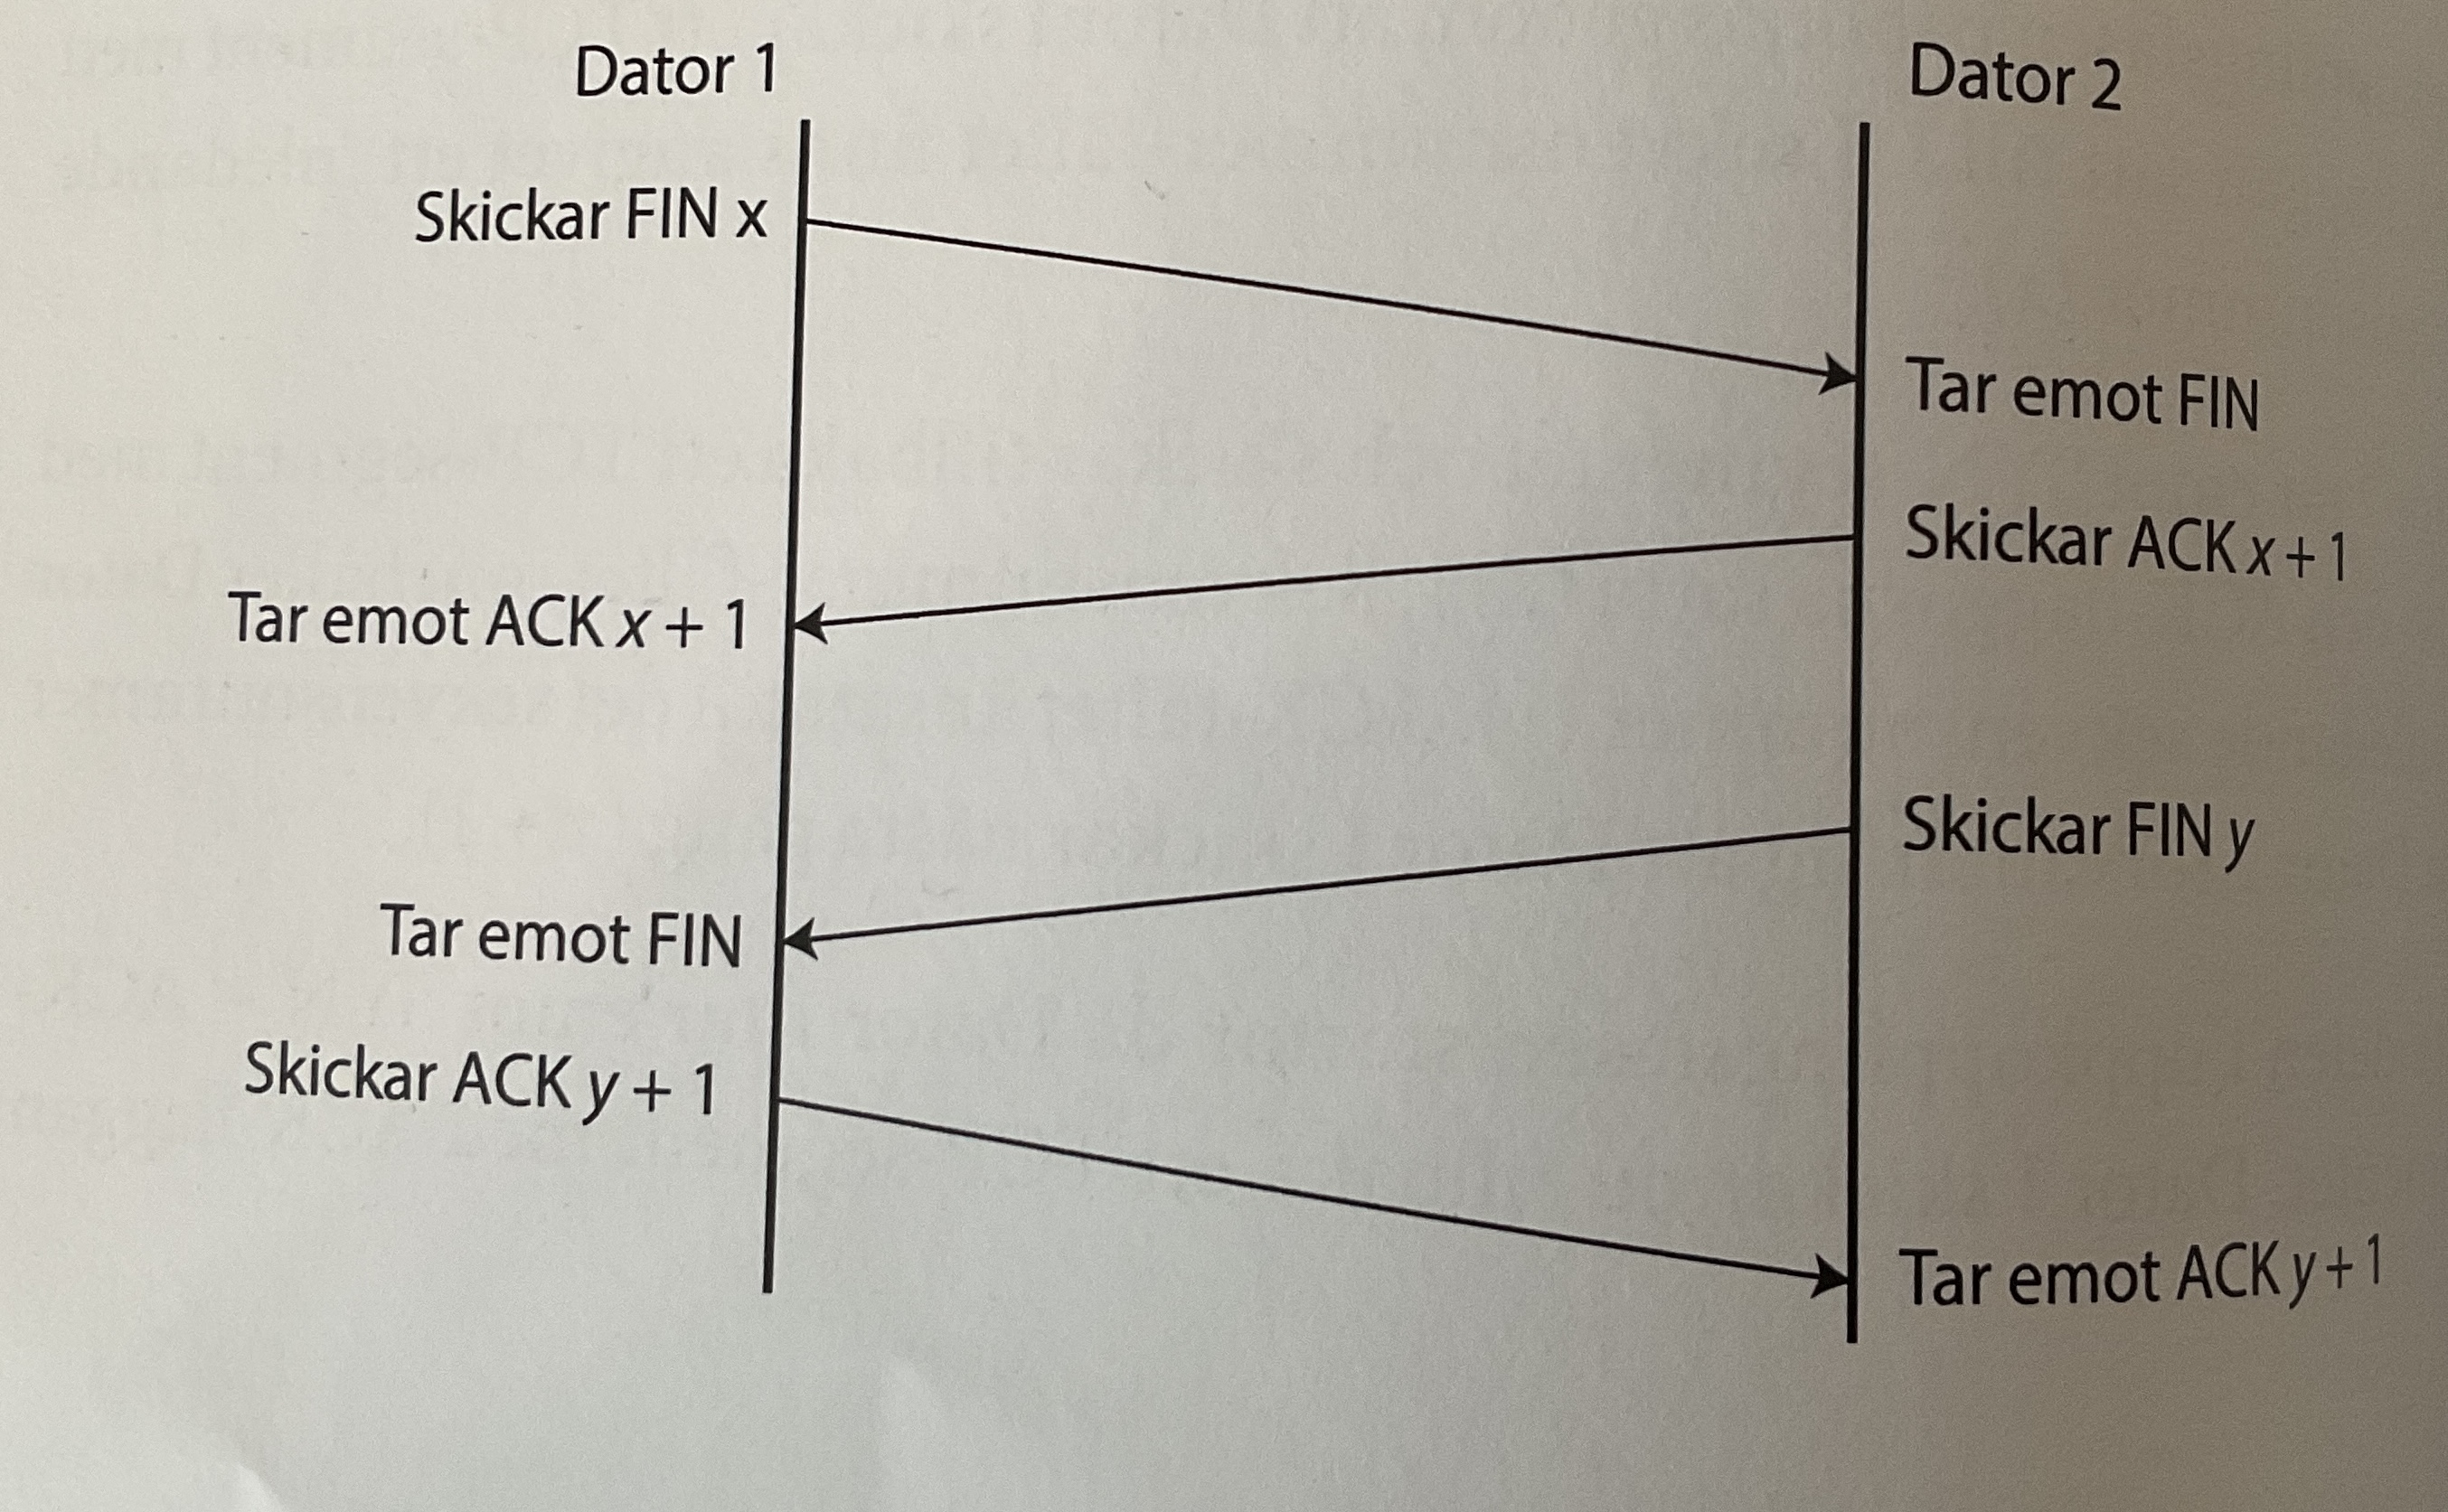 Dator 1
Dator 2
Skickar FIN x
Tar emot FIN
Skickar ACK x + 1
Tar emot ACK x + 1
Skickar FIN y
Tar emot FIN
Skickar ACK y + 1
Tar emot ACK y + 1